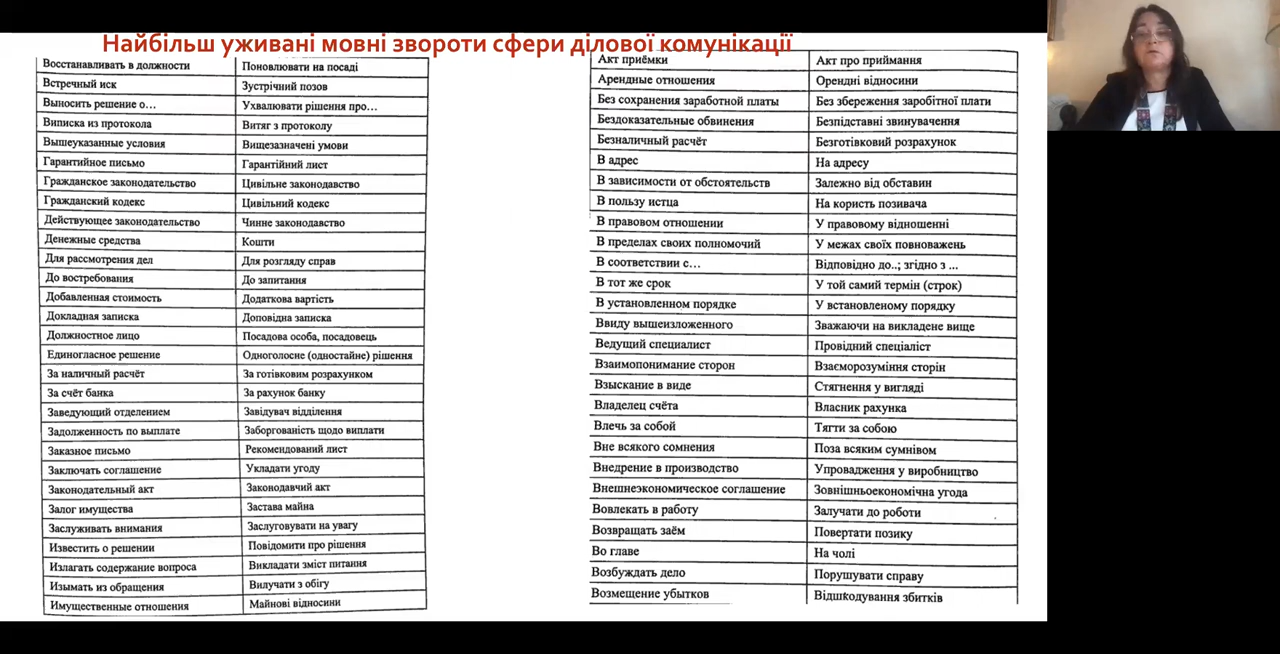 Найбільш уживані мовні звороти сфери ділової комунікації
Восстанавливать в должности Поновлювати на посаді
Встречный иск Зустрічний позов
Выносить решение о... Ухвалювати рішення про...
Виписка из протокола Витяг з протоколу
Вышеуказанные условия Вищезазначені умови
Гарантийное письмо Гарантійний лист
Гражданское законодательство Цивільне законодавство
Гражданский кодекс Цивільний кодекс
Действующее законодательство Чинне законодавство
Денежные средства Кошти
Для рассмотрения дел Для розгляду справ
До востребования До запитання
Добавленная стоимость Додаткова вартість
Докладная записка Доповідна записка
Должностное лицо Посадова особа, посадовець
Единогласное решение Одноголосне (одностайне) рішення
За наличный расчёт За готівковим розрахунком
За счёт банка За рахунок банку
Заведующий отделением Завідувач відділення
Задолженность по выплате Заборгованість щодо виплати
Заказное письмо Рекомендований лист
Заключать соглашение Укладати угоду
Законодательный акт Законодавчий акт
Залог имущества Застава майна
Заслуживать внимания Заслуговувати на увагу
Известить о решении Повідомити про рішення
Излагать содержание вопроса Викладати зміст питання
Изымать из обращения Вилучати з обігу
Имущественные отношения Майнові відносини
Акт приёмки Акт про приймання
Арендные отношения Орендні відносини
Без сохранения заработной платы Без збереження заробітної плати
Бездоказательные обвинения Безпідставні звинувачення
Безналичный расчёт Безготівковий розрахунок
В адрес На адресу
В зависимости от обстоятельств Залежно від обставин
В пользу истца На користь позивача
В правовом отношении У правовому відношенні
В пределах своих полномочий У межах своїх повноважень
В соответствии с... Відповідно до..; згідно з ...
В тот же срок У той самий термін (строк)
В установленном порядке У встановленому порядку
Ввиду вышеизложенного Зважаючи на викладене вище
Ведущий специалист Провідний спеціаліст
Взаимопонимание сторон Взаєморозуміння сторін
Взыскание в виде Стягнення у вигляді
Владелец счёта Власник рахунка
Влечь за собой Тягти за собою
Вне всякого сомнения Поза всяким сумнівом
Внедрение в производство Упровадження у виробництво
Внешнеэкономическое соглашение Зовнішньоекономічна угода
Вовлекать в работу Залучати до роботи
Возвращать заём Повертати позику
Во главе На чолі
Возбуждать дело Порушувати справу
Возмещение убытков Відшкодування збитків